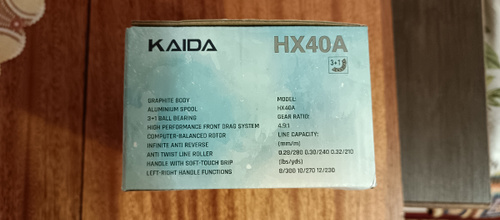 KAIDA
HX40A
3+1
GRAPHITE BODY
ALUMINIUM SPOOL
3+1 BALL BEARING
HIGH PERFORMANCE FRONT DRAG SYSTEM
COMPUTER-BALANCED ROTOR
INFINITE ANTI REVERSE
ANTI TWIST LINE ROLLER
HANDLE WITH SOFT-TOUCH GRIP
LEFT-RIGHT HANDLE FUNCTIONS
MODEL:
HX40A
GEAR RATIO:
4.9:1
LINE CAPACITY:
(mm/m)
0.28/280 0.30/240 0.32/210
(lbs/yds)
8/300 10/270 12/230